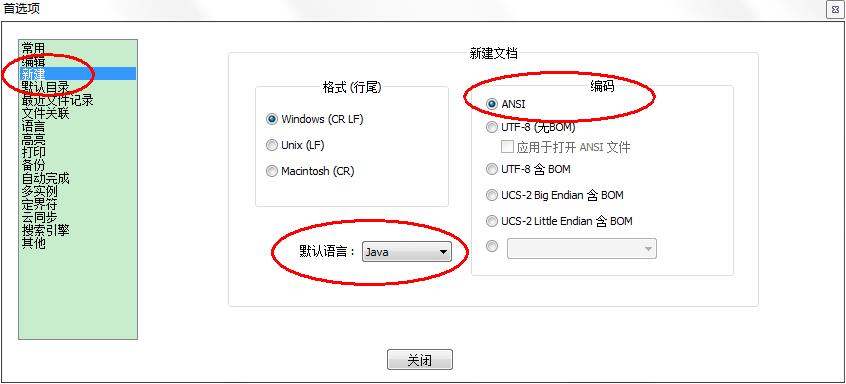 首选项
常用
编辑
新建
默认目录
最近文件记录
文件关联
语言
高亮
打印
备份
自动完成
多实例
定界符
云同步
搜索引擎
其他
新建文档
格式 (行尾)
Windows (CR LF)
Unix (LF)
Macintosh (CR)
默认语言：
Java
编码
ANSI
UTF-8 (无BOM)
应用于打开 ANSI 文件
UTF-8 含 BOM
UCS-2 Big Endian 含 BOM
UCS-2 Little Endian 含 BOM
关闭